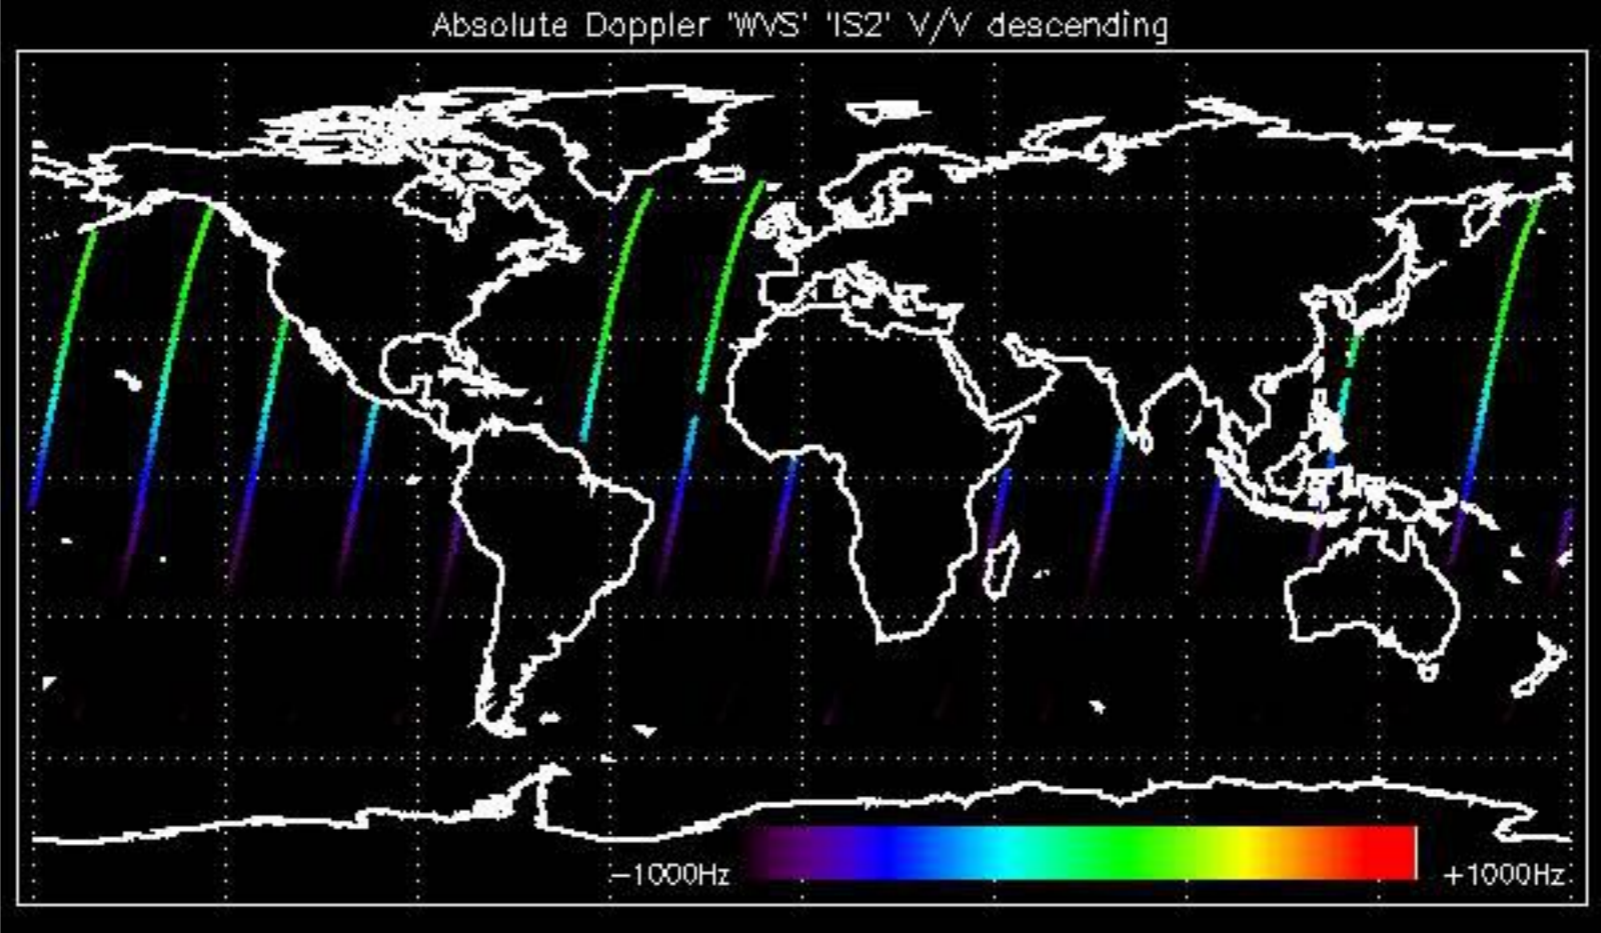 Absolute Doppler 'WVS' 'IS2' V/V descending
−1000Hz +1000Hz